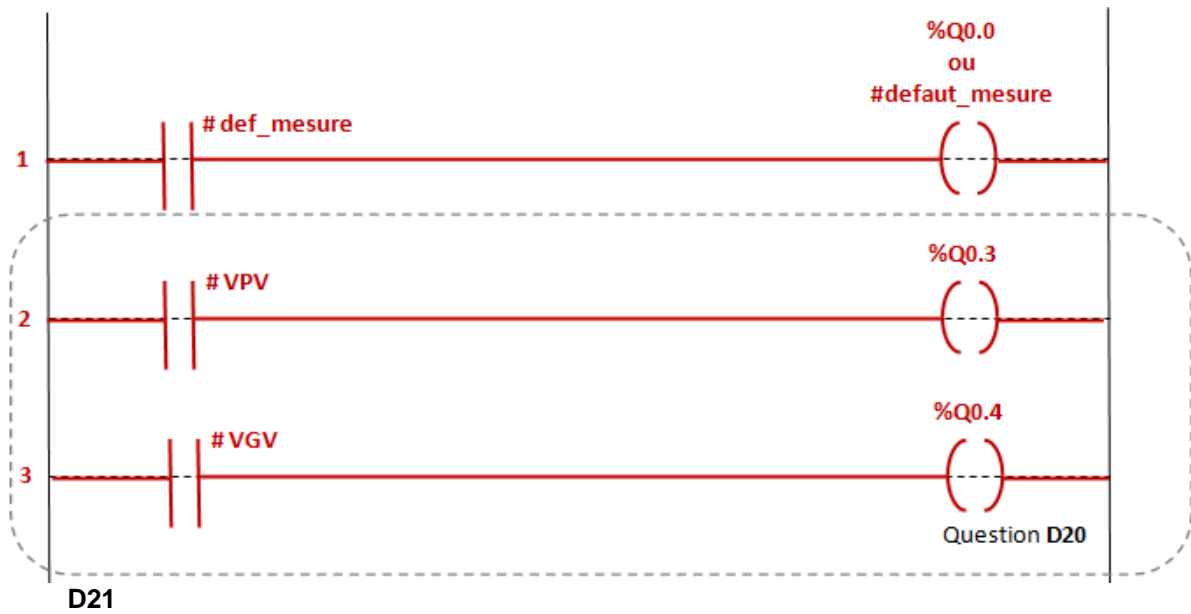 %Q0.0
ou
#defaut_mesure
# def_mesure
1
%Q0.3
# VPV
2
%Q0.4
# VGV
3
Question D20
D21